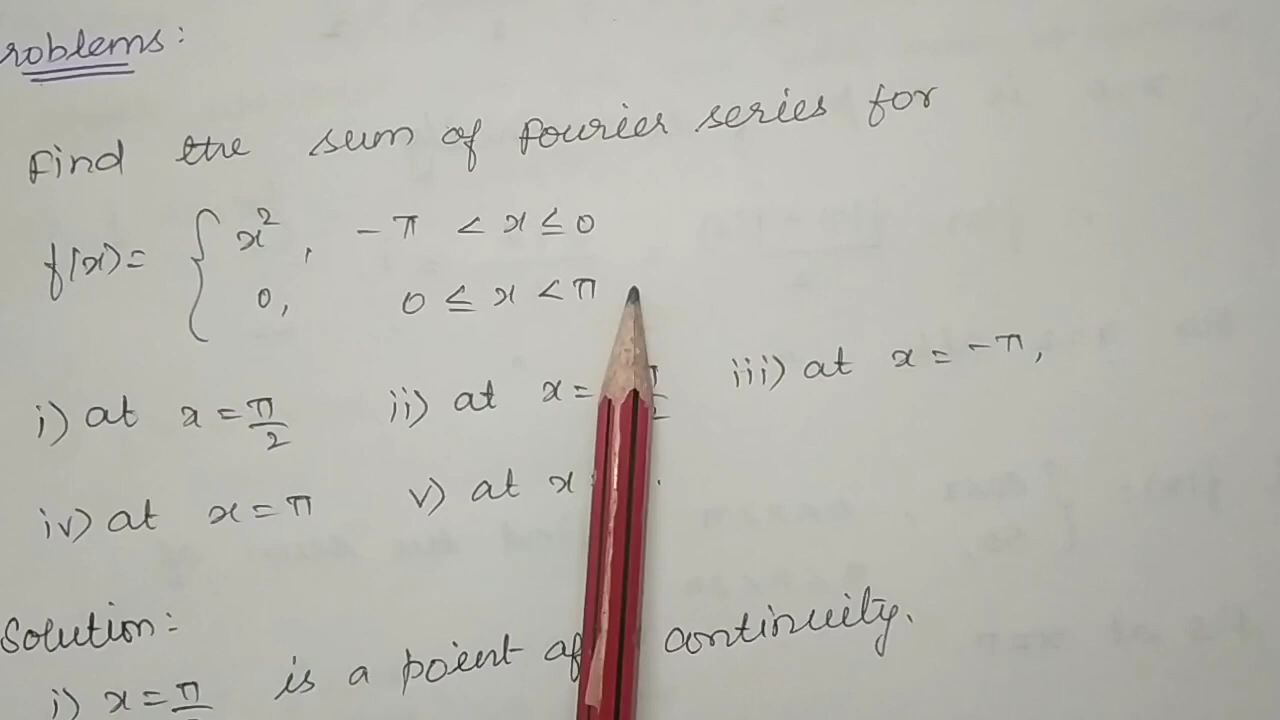 roblems:
Find the sum of Fourier series for
f(x) = { x², -π < x ≤ 0
0, 0 ≤ x < π
i) at x = π/2 ii) at x = iii) at x = -π,
iv) at x = π v) at x
Solution:-
i) x = π is a point of continuity.